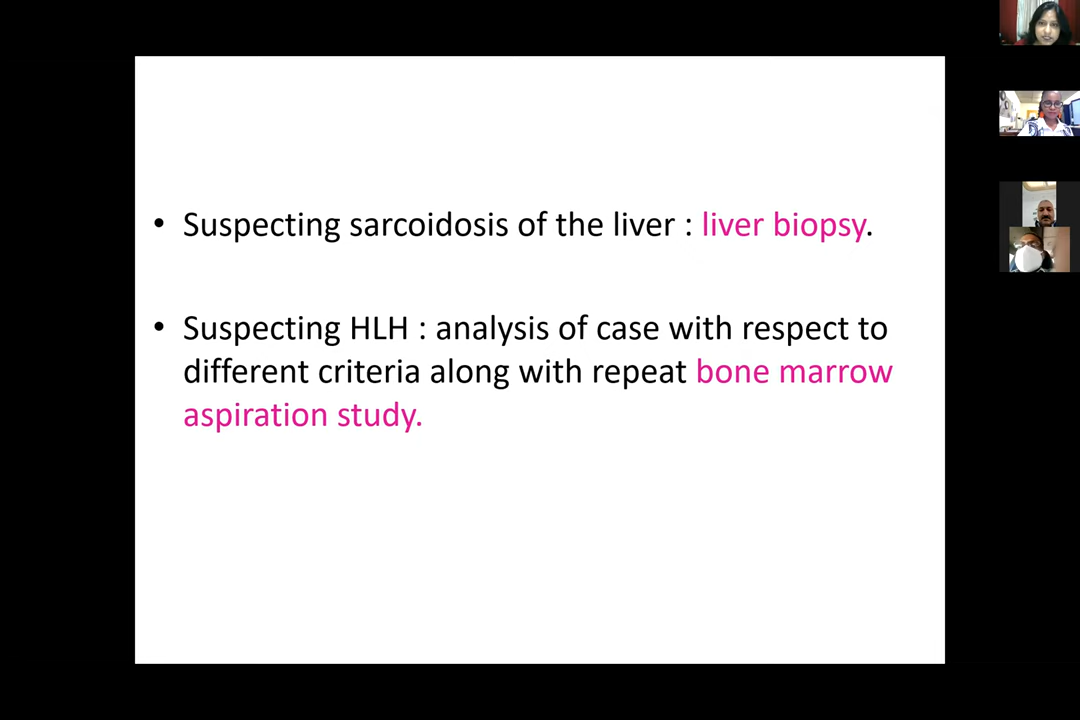 • Suspecting sarcoidosis of the liver : liver biopsy.
• Suspecting HLH : analysis of case with respect to
different criteria along with repeat bone marrow
aspiration study.